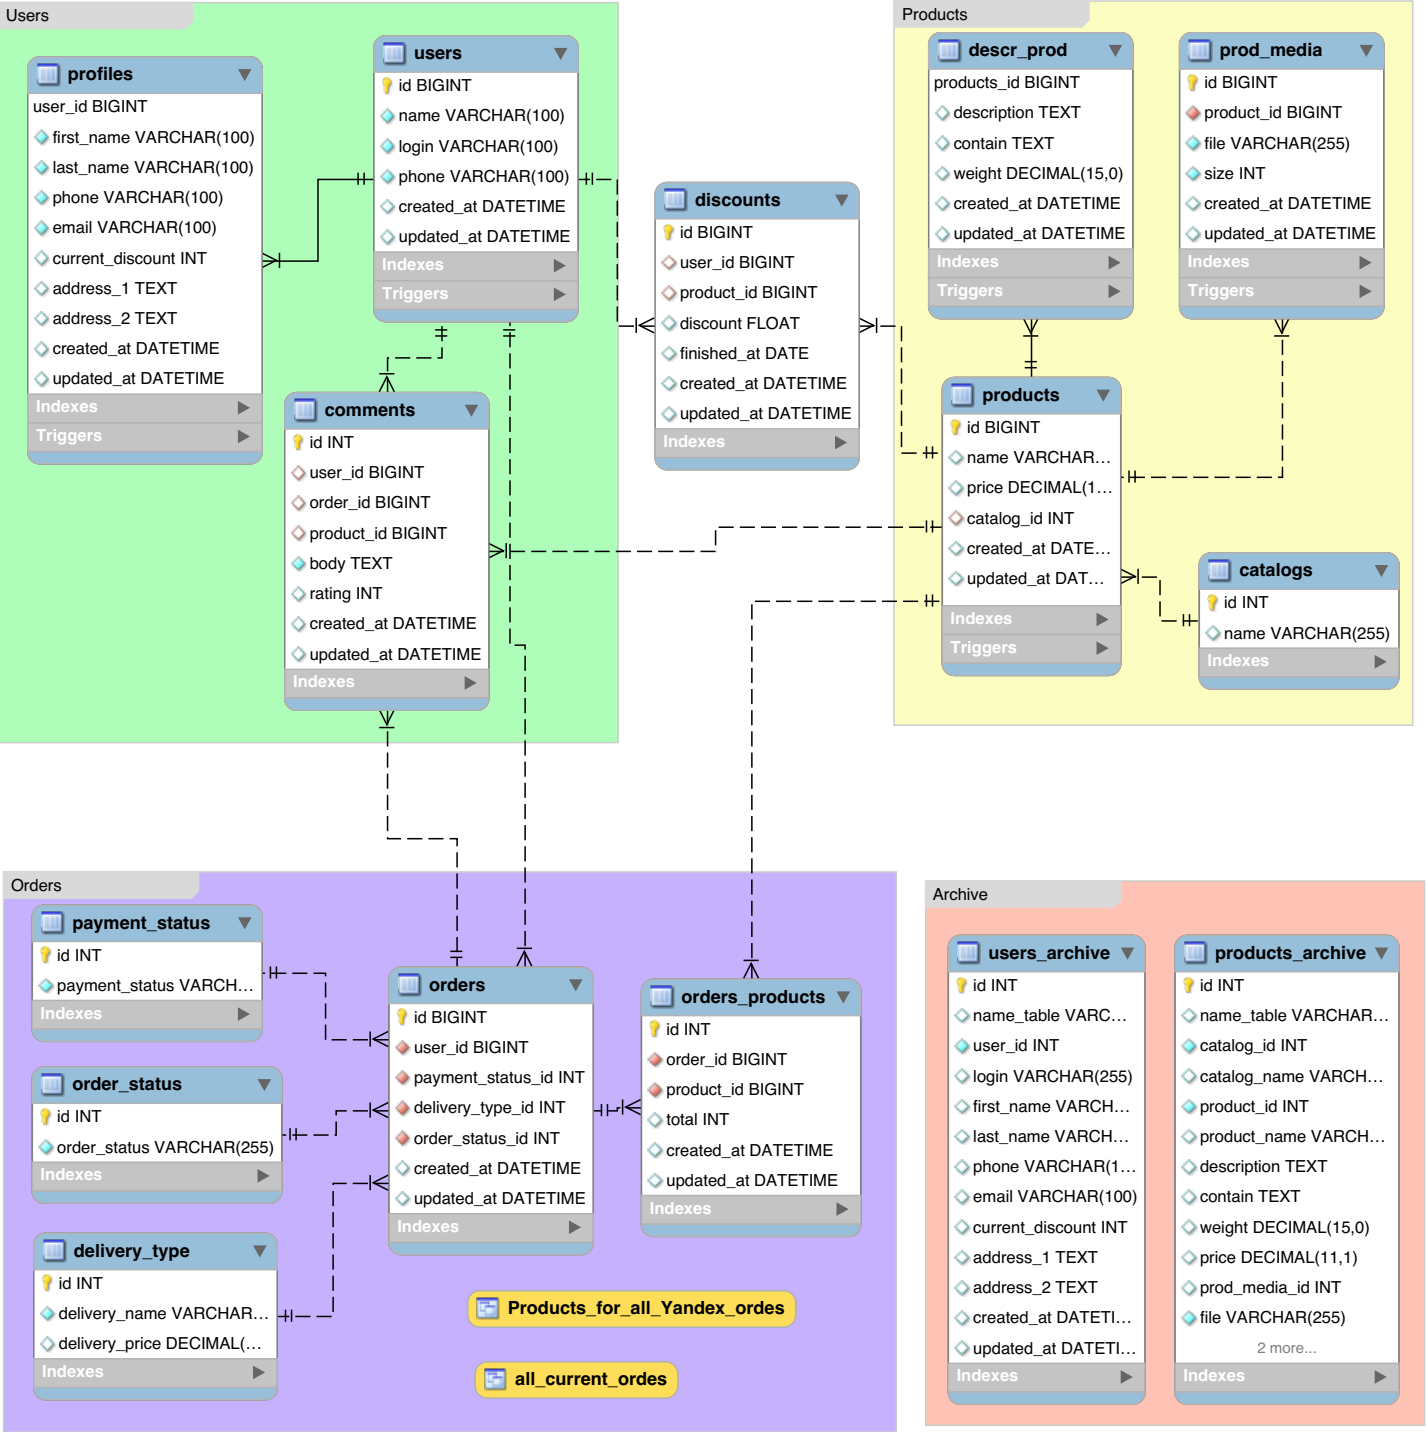 Users
profiles
user_id BIGINT
first_name VARCHAR(100)
last_name VARCHAR(100)
phone VARCHAR(100)
email VARCHAR(100)
current_discount INT
address_1 TEXT
address_2 TEXT
created_at DATETIME
updated_at DATETIME
Indexes
Triggers
users
id BIGINT
name VARCHAR(100)
login VARCHAR(100)
phone VARCHAR(100)
created_at DATETIME
updated_at DATETIME
Indexes
Triggers
comments
id INT
user_id BIGINT
order_id BIGINT
product_id BIGINT
body TEXT
rating INT
created_at DATETIME
updated_at DATETIME
Indexes
discounts
id BIGINT
user_id BIGINT
product_id BIGINT
discount FLOAT
finished_at DATE
created_at DATETIME
updated_at DATETIME
Indexes
Products
descr_prod
products_id BIGINT
description TEXT
contain TEXT
weight DECIMAL(15,0)
created_at DATETIME
updated_at DATETIME
Indexes
Triggers
prod_media
id BIGINT
product_id BIGINT
file VARCHAR(255)
size INT
created_at DATETIME
updated_at DATETIME
Indexes
Triggers
products
id BIGINT
name VARCHAR...
price DECIMAL(1...
catalog_id INT
created_at DATE...
updated_at DAT...
Indexes
Triggers
catalogs
id INT
name VARCHAR(255)
Indexes
Orders
payment_status
id INT
payment_status VARCH...
Indexes
order_status
id INT
order_status VARCHAR(255)
Indexes
delivery_type
id INT
delivery_name VARCHAR...
delivery_price DECIMAL(...
Indexes
orders
id BIGINT
user_id BIGINT
payment_status_id INT
delivery_type_id INT
order_status_id INT
created_at DATETIME
updated_at DATETIME
Indexes
orders_products
id INT
order_id BIGINT
product_id BIGINT
total INT
created_at DATETIME
updated_at DATETIME
Indexes
Products_for_all_Yandex_ordes
all_current_ordes
Archive
users_archive
id INT
name_table VARC...
user_id INT
login VARCHAR(255)
first_name VARCH...
last_name VARCH...
phone VARCHAR(1...
email VARCHAR(100)
current_discount INT
address_1 TEXT
address_2 TEXT
created_at DATETI...
updated_at DATETI...
Indexes
products_archive
id INT
name_table VARCHAR...
catalog_id INT
catalog_name VARCH...
product_id INT
product_name VARCH...
description TEXT
contain TEXT
weight DECIMAL(15,0)
price DECIMAL(11,1)
prod_media_id INT
file VARCHAR(255)
2 more...
Indexes